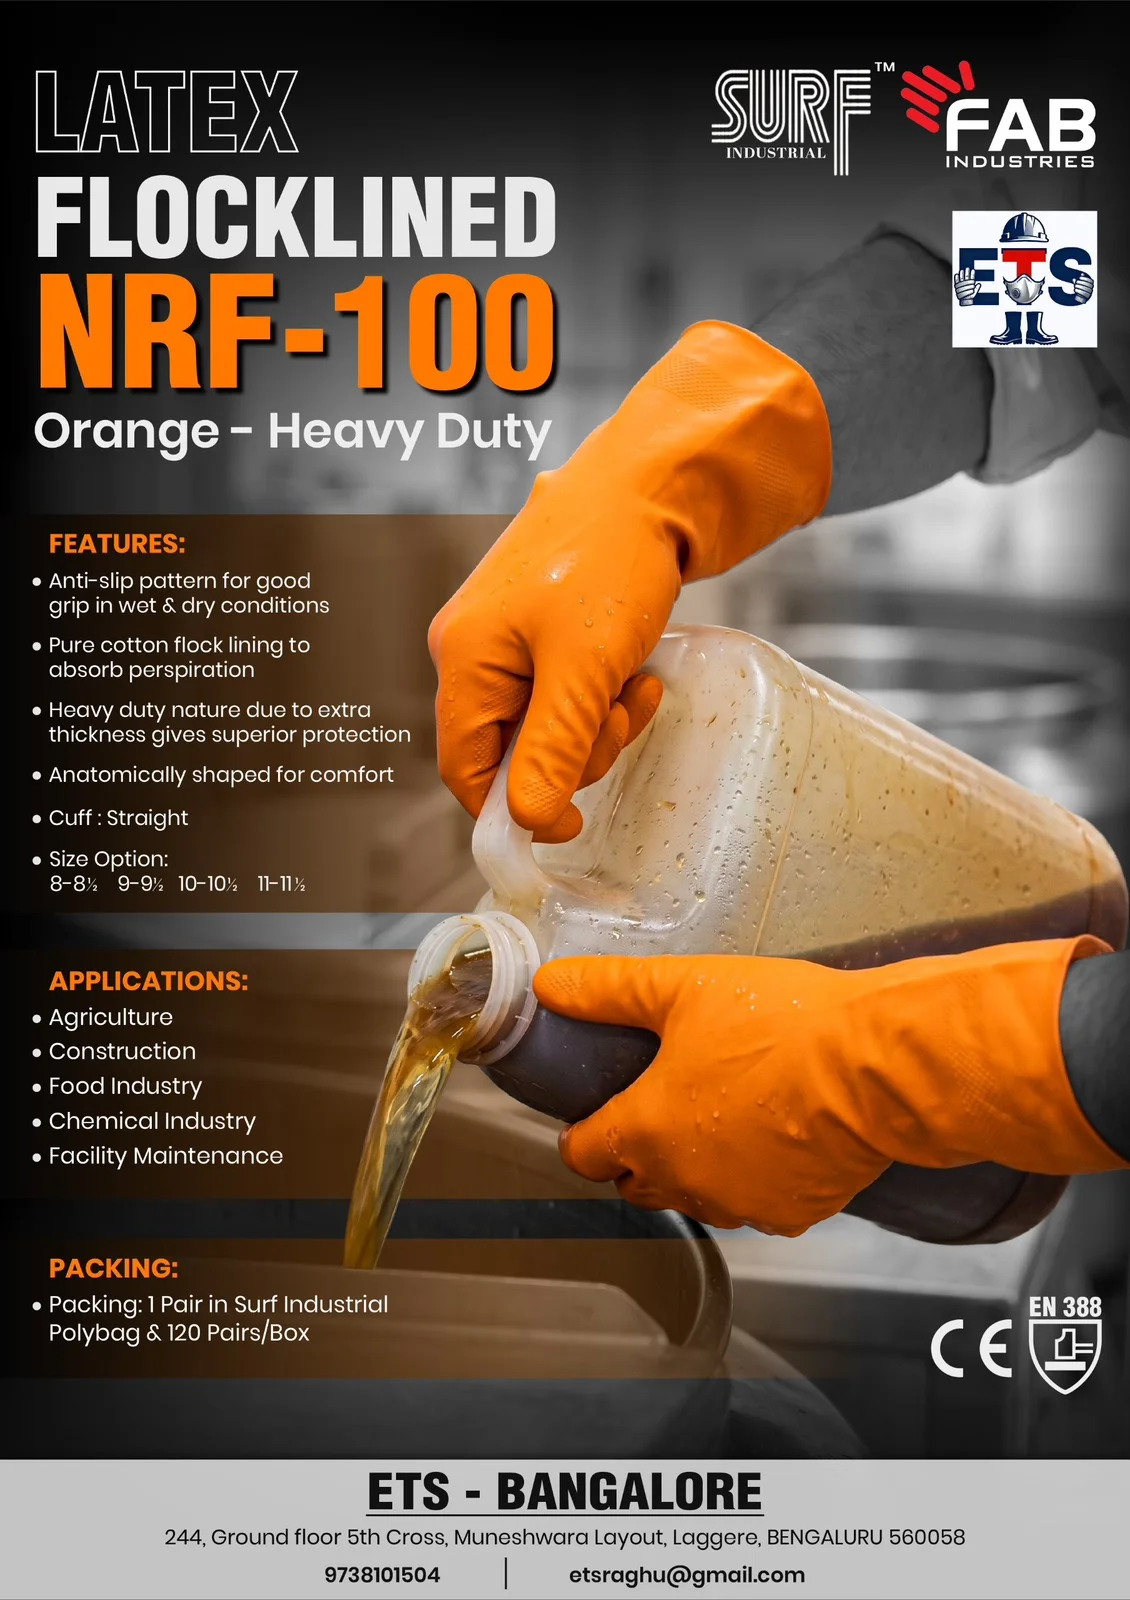 LATEX
FLOCKLINED
NRF-100
Orange - Heavy Duty
SURF™
INDUSTRIAL
FAB
INDUSTRIES
ETS
FEATURES:
• Anti-slip pattern for good
grip in wet & dry conditions
• Pure cotton flock lining to
absorb perspiration
• Heavy duty nature due to extra
thickness gives superior protection
• Anatomically shaped for comfort
• Cuff : Straight
• Size Option:
8-8½ 9-9½ 10-10½ 11-11½
APPLICATIONS:
• Agriculture
• Construction
• Food Industry
• Chemical Industry
• Facility Maintenance
PACKING:
• Packing: 1 Pair in Surf Industrial
Polybag & 120 Pairs/Box
EN 388
CE
ETS - BANGALORE
244, Ground floor 5th Cross, Muneshwara Layout, Laggere, BENGALURU 560058
9738101504 | etsraghu@gmail.com